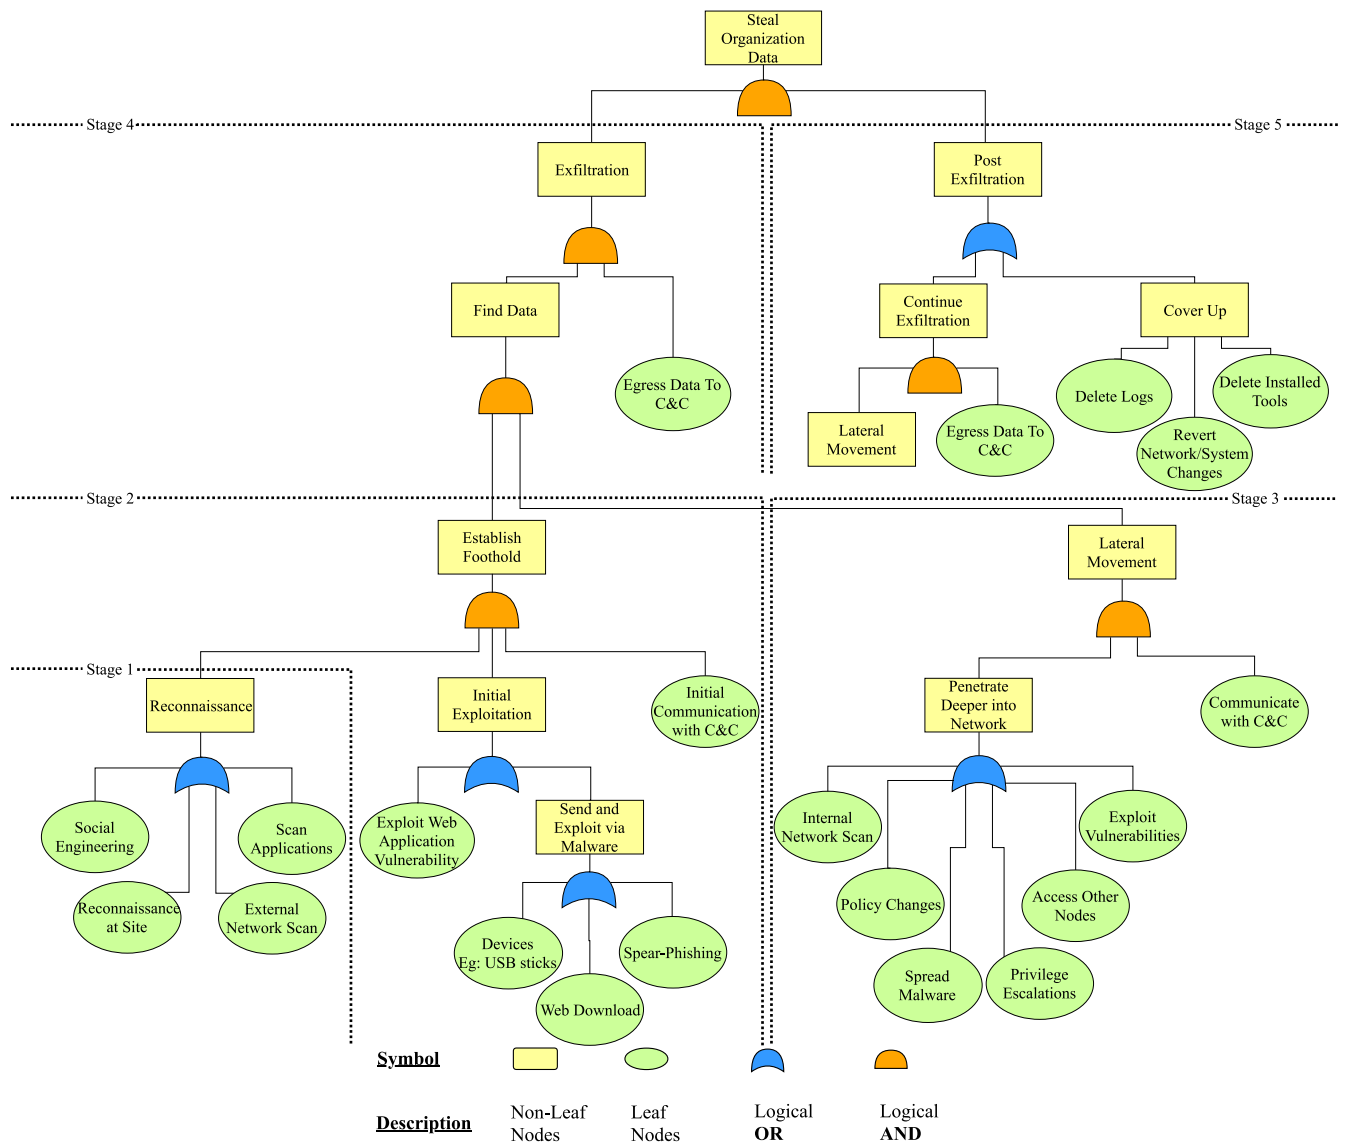 Steal
Organization
Data
Stage 4
Stage 5
Exfiltration
Post
Exfiltration
Find Data
Continue
Exfiltration
Cover Up
Egress Data To
C&C
Delete Logs
Delete Installed
Tools
Lateral
Movement
Egress Data To
C&C
Revert
Network/System
Changes
Stage 2
Stage 3
Establish
Foothold
Lateral
Movement
Stage 1
Reconnaissance
Initial
Exploitation
Initial
Communication
with C&C
Penetrate
Deeper into
Network
Communicate
with C&C
Social
Engineering
Scan
Applications
Exploit Web
Application
Vulnerability
Send and
Exploit via
Malware
Internal
Network Scan
Exploit
Vulnerabilities
Reconnaissance
at Site
External
Network Scan
Policy Changes
Access Other
Nodes
Devices
Eg: USB sticks
Spear-Phishing
Web Download
Spread
Malware
Privilege
Escalations
Symbol
Description
Non-Leaf
Nodes
Leaf
Nodes
Logical
OR
Logical
AND